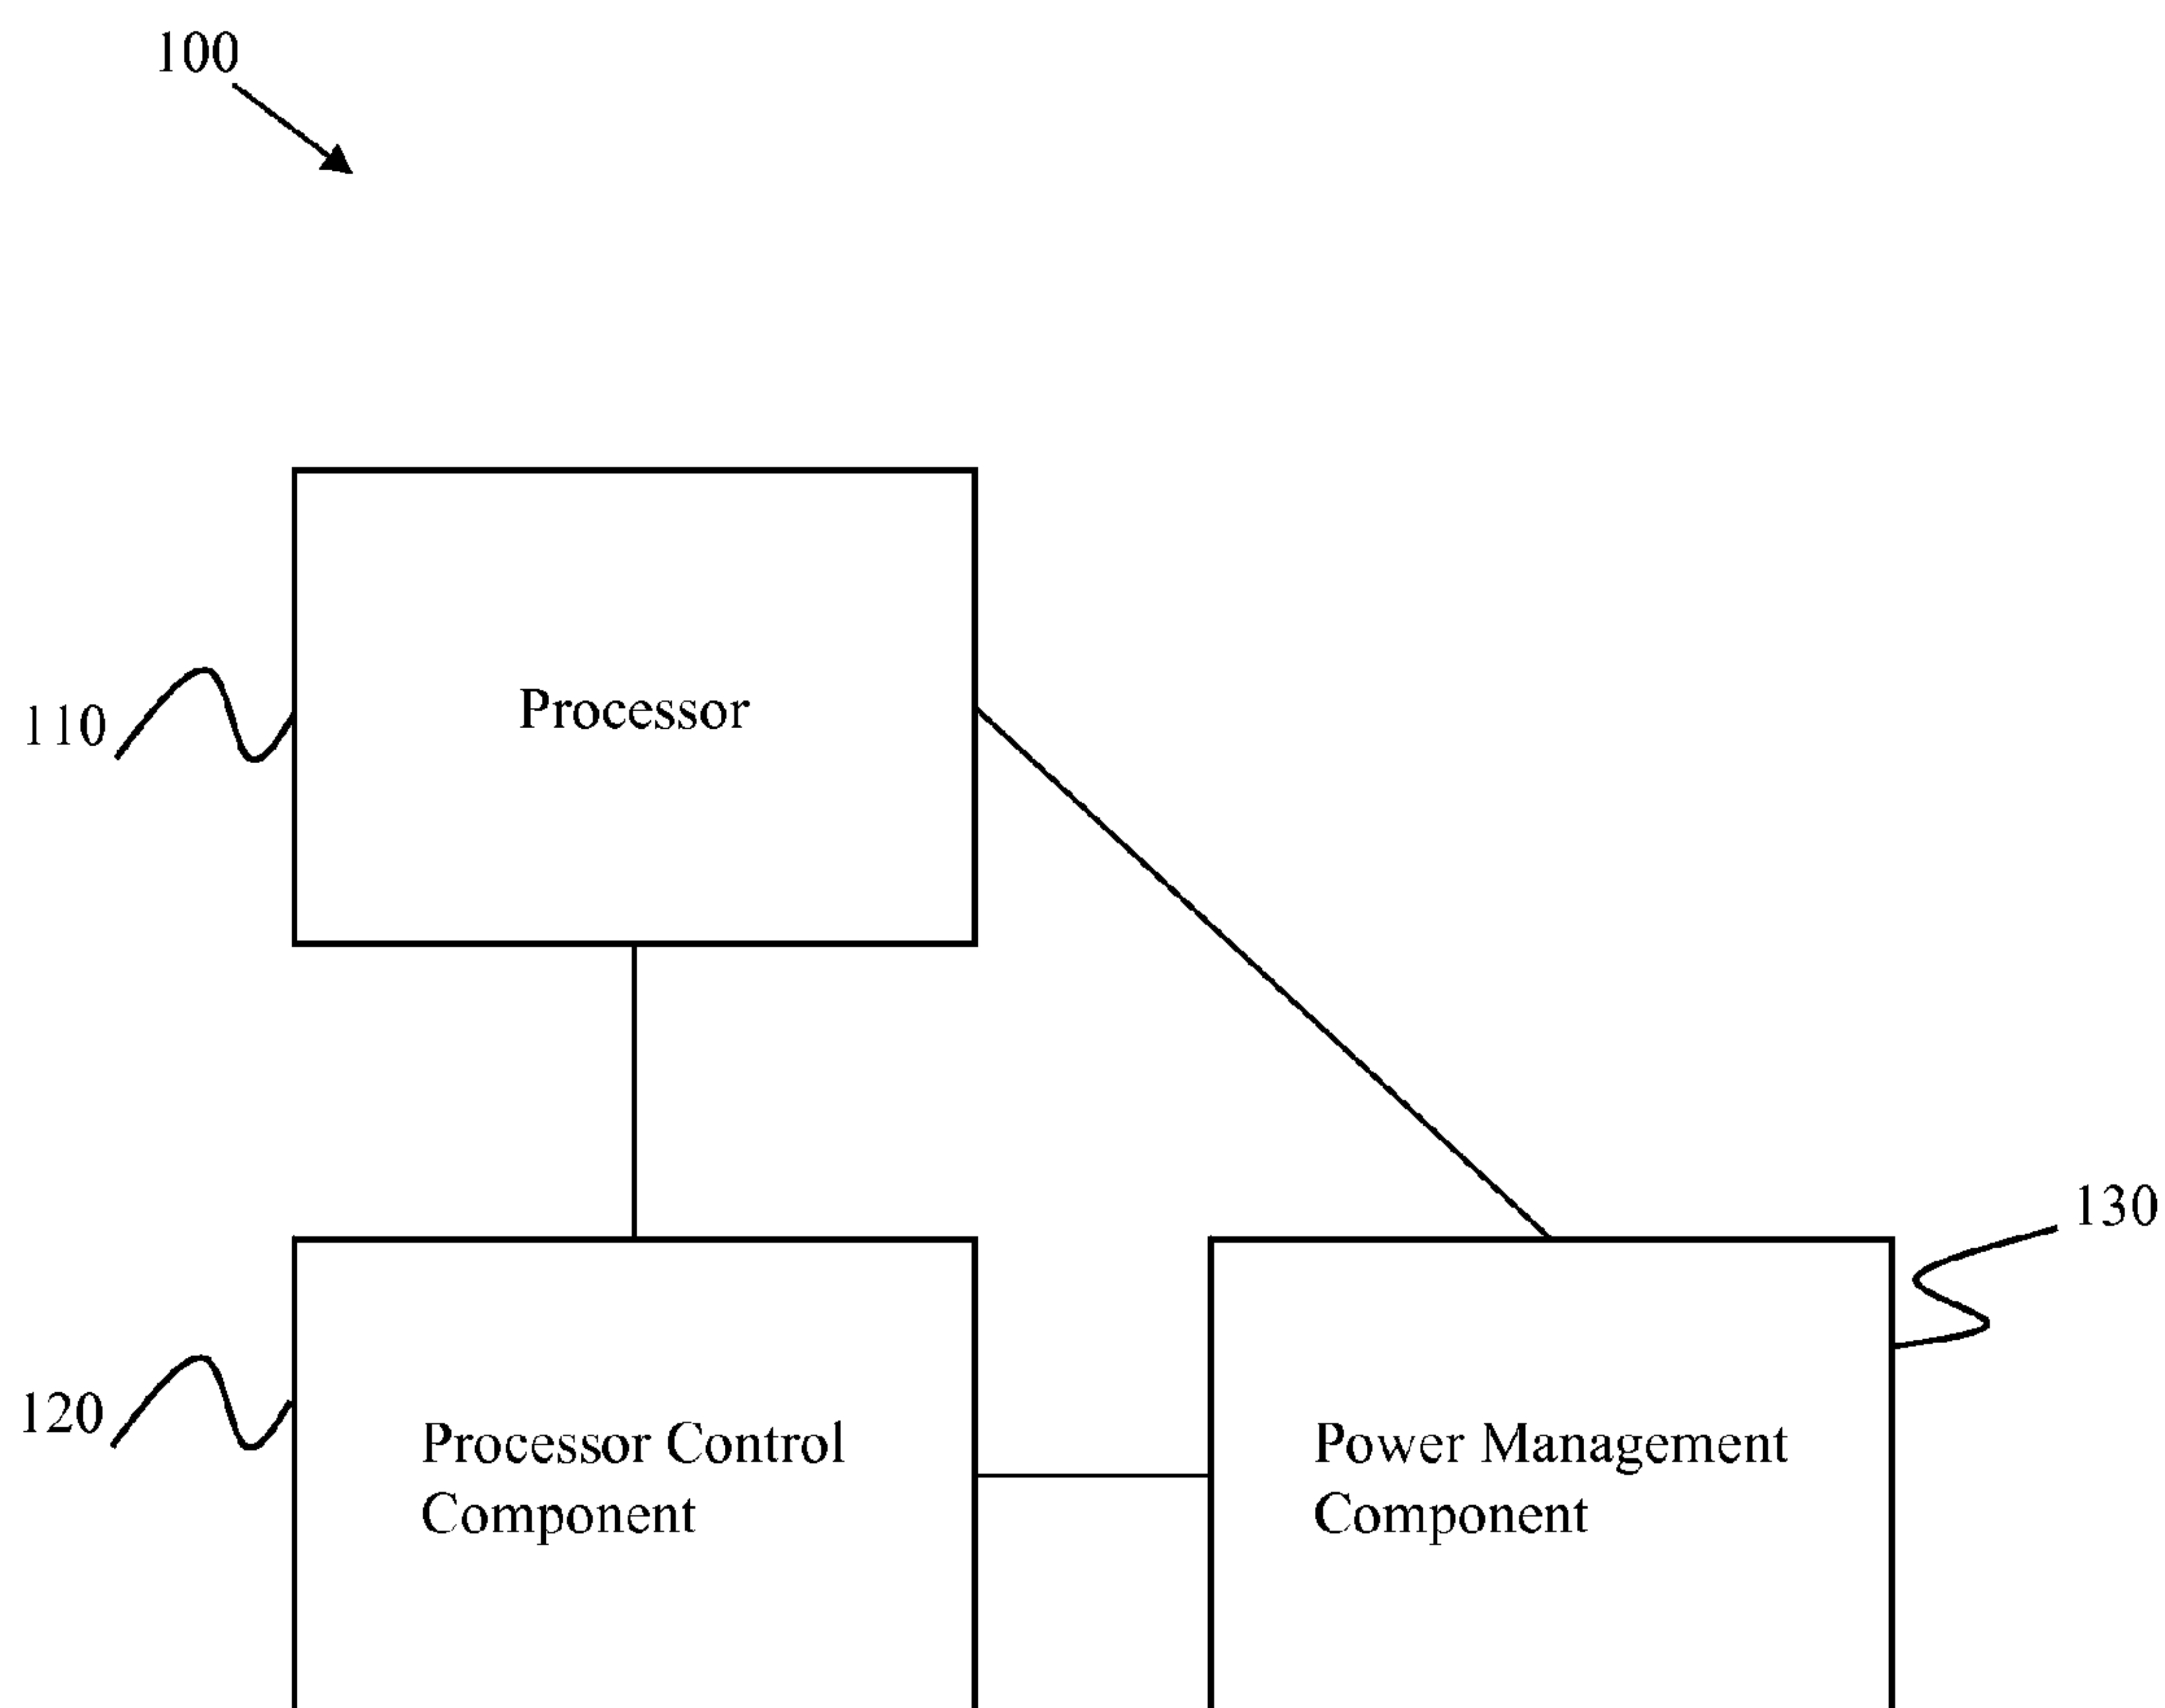 100
110
Processor
130
120
Processor Control
Component
Power Management
Component